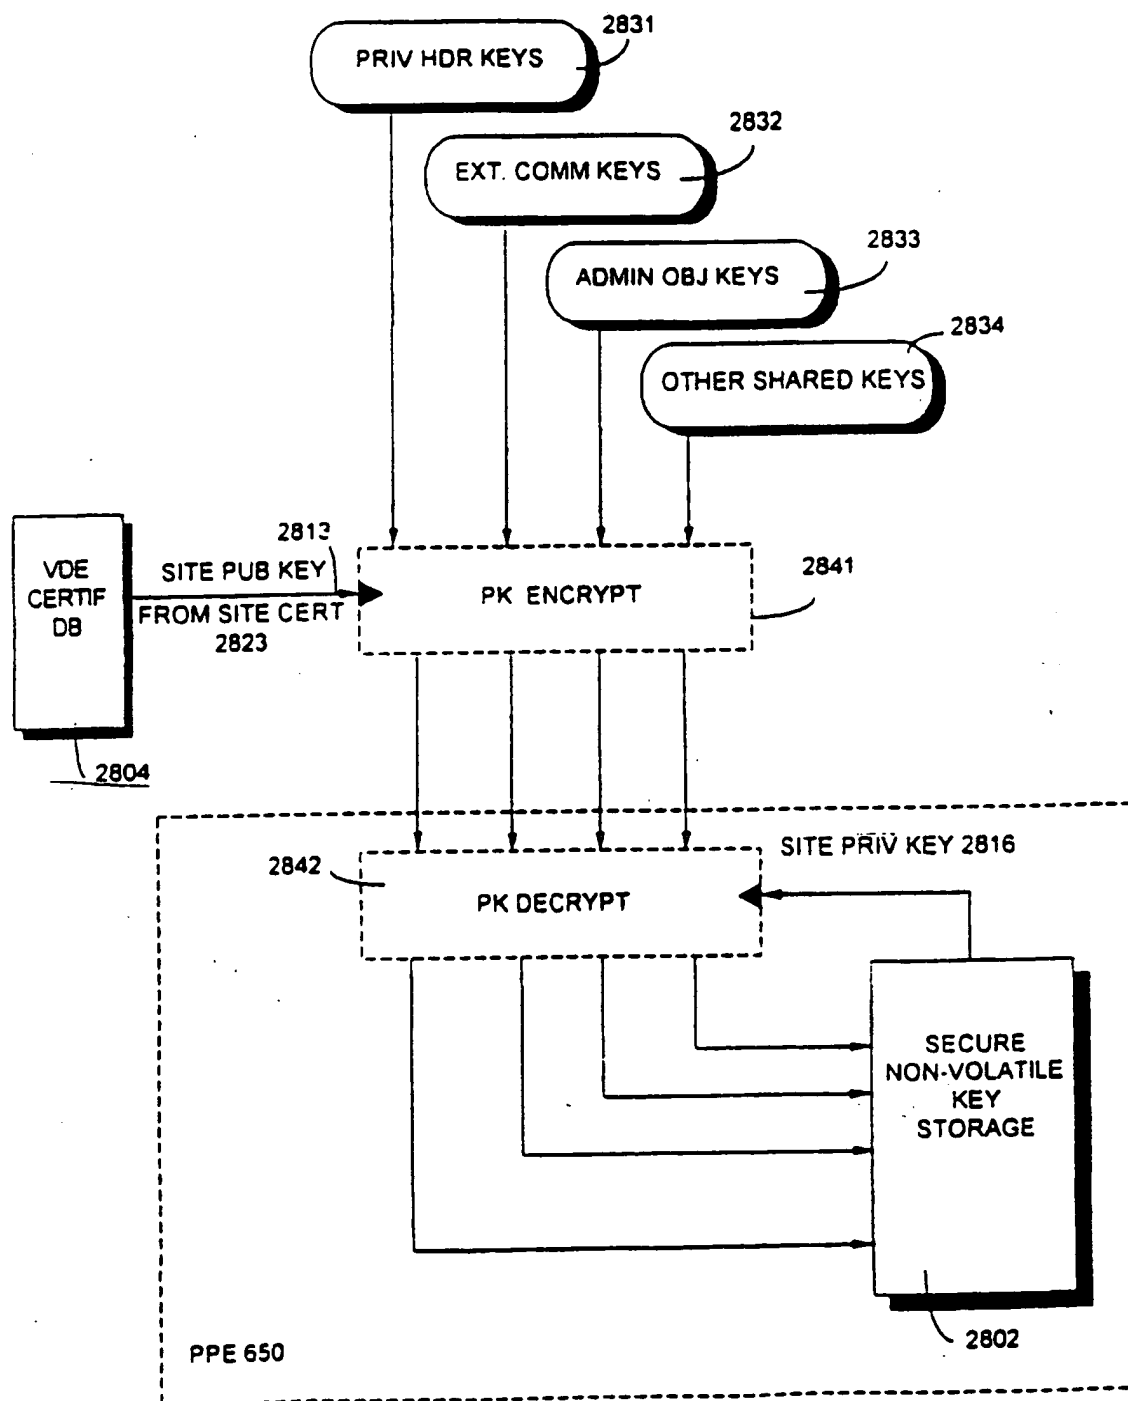 2831
PRIV HDR KEYS
2832
EXT. COMM KEYS
2833
ADMIN OBJ KEYS
2834
OTHER SHARED KEYS
2813
VDE
CERTIF
DB
SITE PUB KEY
FROM SITE CERT
2823
PK ENCRYPT
2841
2804
2842
PK DECRYPT
SITE PRIV KEY 2816
SECURE
NON-VOLATILE
KEY
STORAGE
2802
PPE 650